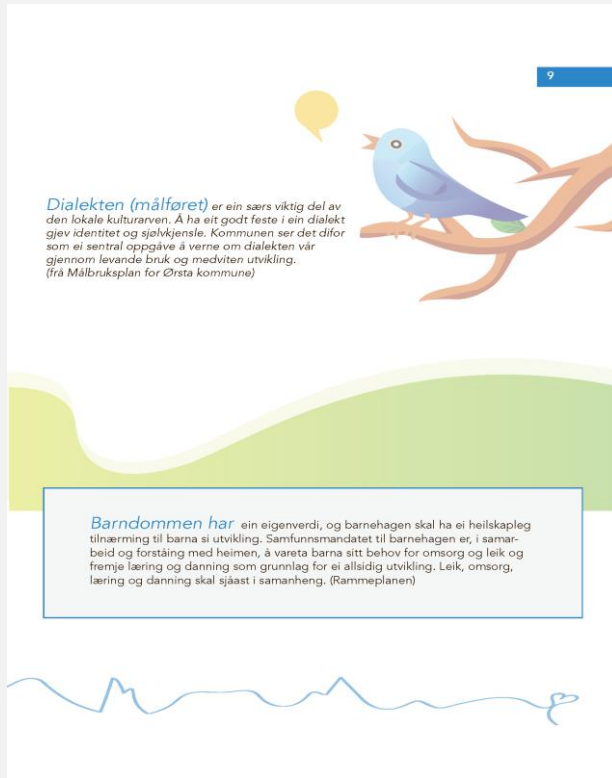 9
Dialekten (målføret) er ein særs viktig del av
den lokale kulturarven. Å ha eit godt feste i ein dialekt
gjev identitet og sjølvkjensle. Kommunen ser det difor
som ei sentral oppgåve å verne om dialekten vår
gjennom levande bruk og medviten utvikling.
(frå Målbruksplan for Ørsta kommune)
Barndommen har ein eigenverdi, og barnehagen skal ha ei heilskapleg
tilnærming til barna si utvikling. Samfunnsmandatet til barnehagen er, i samar-
beid og forståing med heimen, å vareta barna sitt behov for omsorg og leik og
fremje læring og danning som grunnlag for ei allsidig utvikling. Leik, omsorg,
læring og danning skal sjåast i samanheng. (Rammeplanen)